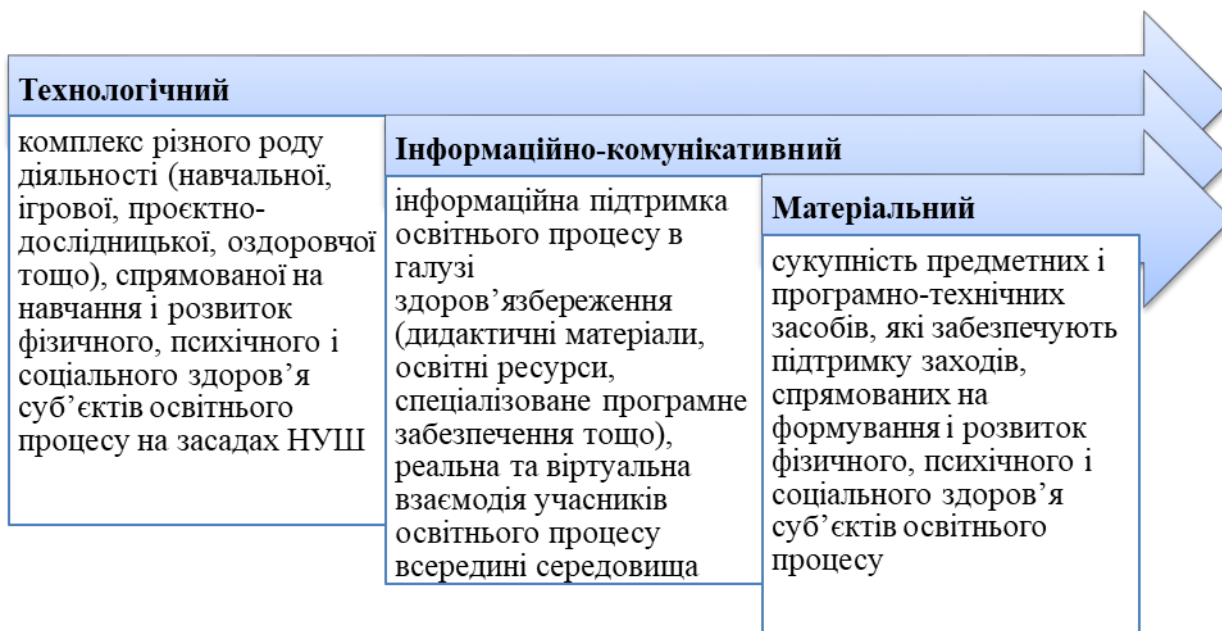 Технологічний
комплекс різного роду
діяльності (навчальної,
ігрової, проєктно-
дослідницької, оздоровчої
тощо), спрямованої на
навчання і розвиток
фізичного, психічного і
соціального здоров’я
суб’єктів освітнього
процесу на засадах НУШ
Інформаційно-комунікативний
інформаційна підтримка
освітнього процесу в
галузі
здоров’язбереження
(дидактичні матеріали,
освітні ресурси,
спеціалізоване програмне
забезпечення тощо),
реальна та віртуальна
взаємодія учасників
освітнього процесу
всередині середовища
Матеріальний
сукупність предметних і
програмно-технічних
засобів, які забезпечують
підтримку заходів,
спрямованих на
формування і розвиток
фізичного, психічного і
соціального здоров’я
суб’єктів освітнього
процесу